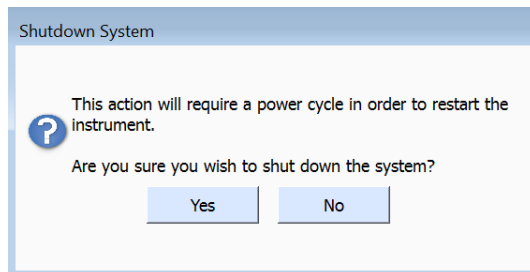 Shutdown System
This action will require a power cycle in order to restart the
instrument.
Are you sure you wish to shut down the system?
Yes
No